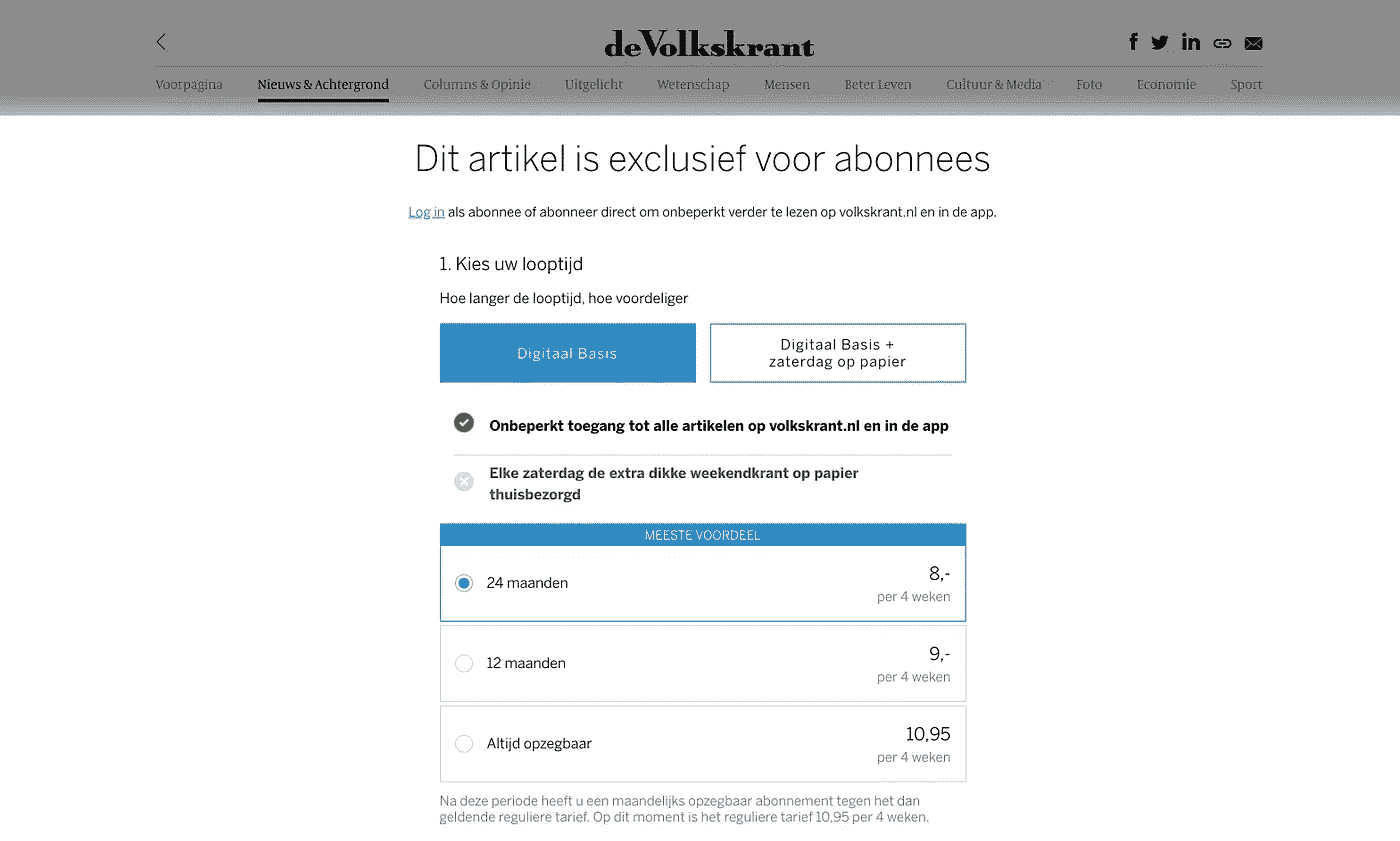 deVolkskrant
Voorpagina Nieuws & Achtergrond Columns & Opinie Uitgelicht Wetenschap Mensen Beter Leven Cultuur & Media Foto Economie Sport
Dit artikel is exclusief voor abonnees
Log in als abonnee of abonneer direct om onbeperkt verder te lezen op volkskrant.nl en in de app.
1. Kies uw looptijd
Hoe langer de looptijd, hoe voordeliger
Digitaal Basis
Digitaal Basis +
zaterdag op papier
Onbeperkt toegang tot alle artikelen op volkskrant.nl en in de app
Elke zaterdag de extra dikke weekendkrant op papier
thuisbezorgd
MEESTE VOORDEEL
24 maanden
8,-
per 4 weken
12 maanden
9,-
per 4 weken
Altijd opzegbaar
10,95
per 4 weken
Na deze periode heeft u een maandelijks opzegbaar abonnement tegen het dan
geldende reguliere tarief. Op dit moment is het reguliere tarief 10,95 per 4 weken.